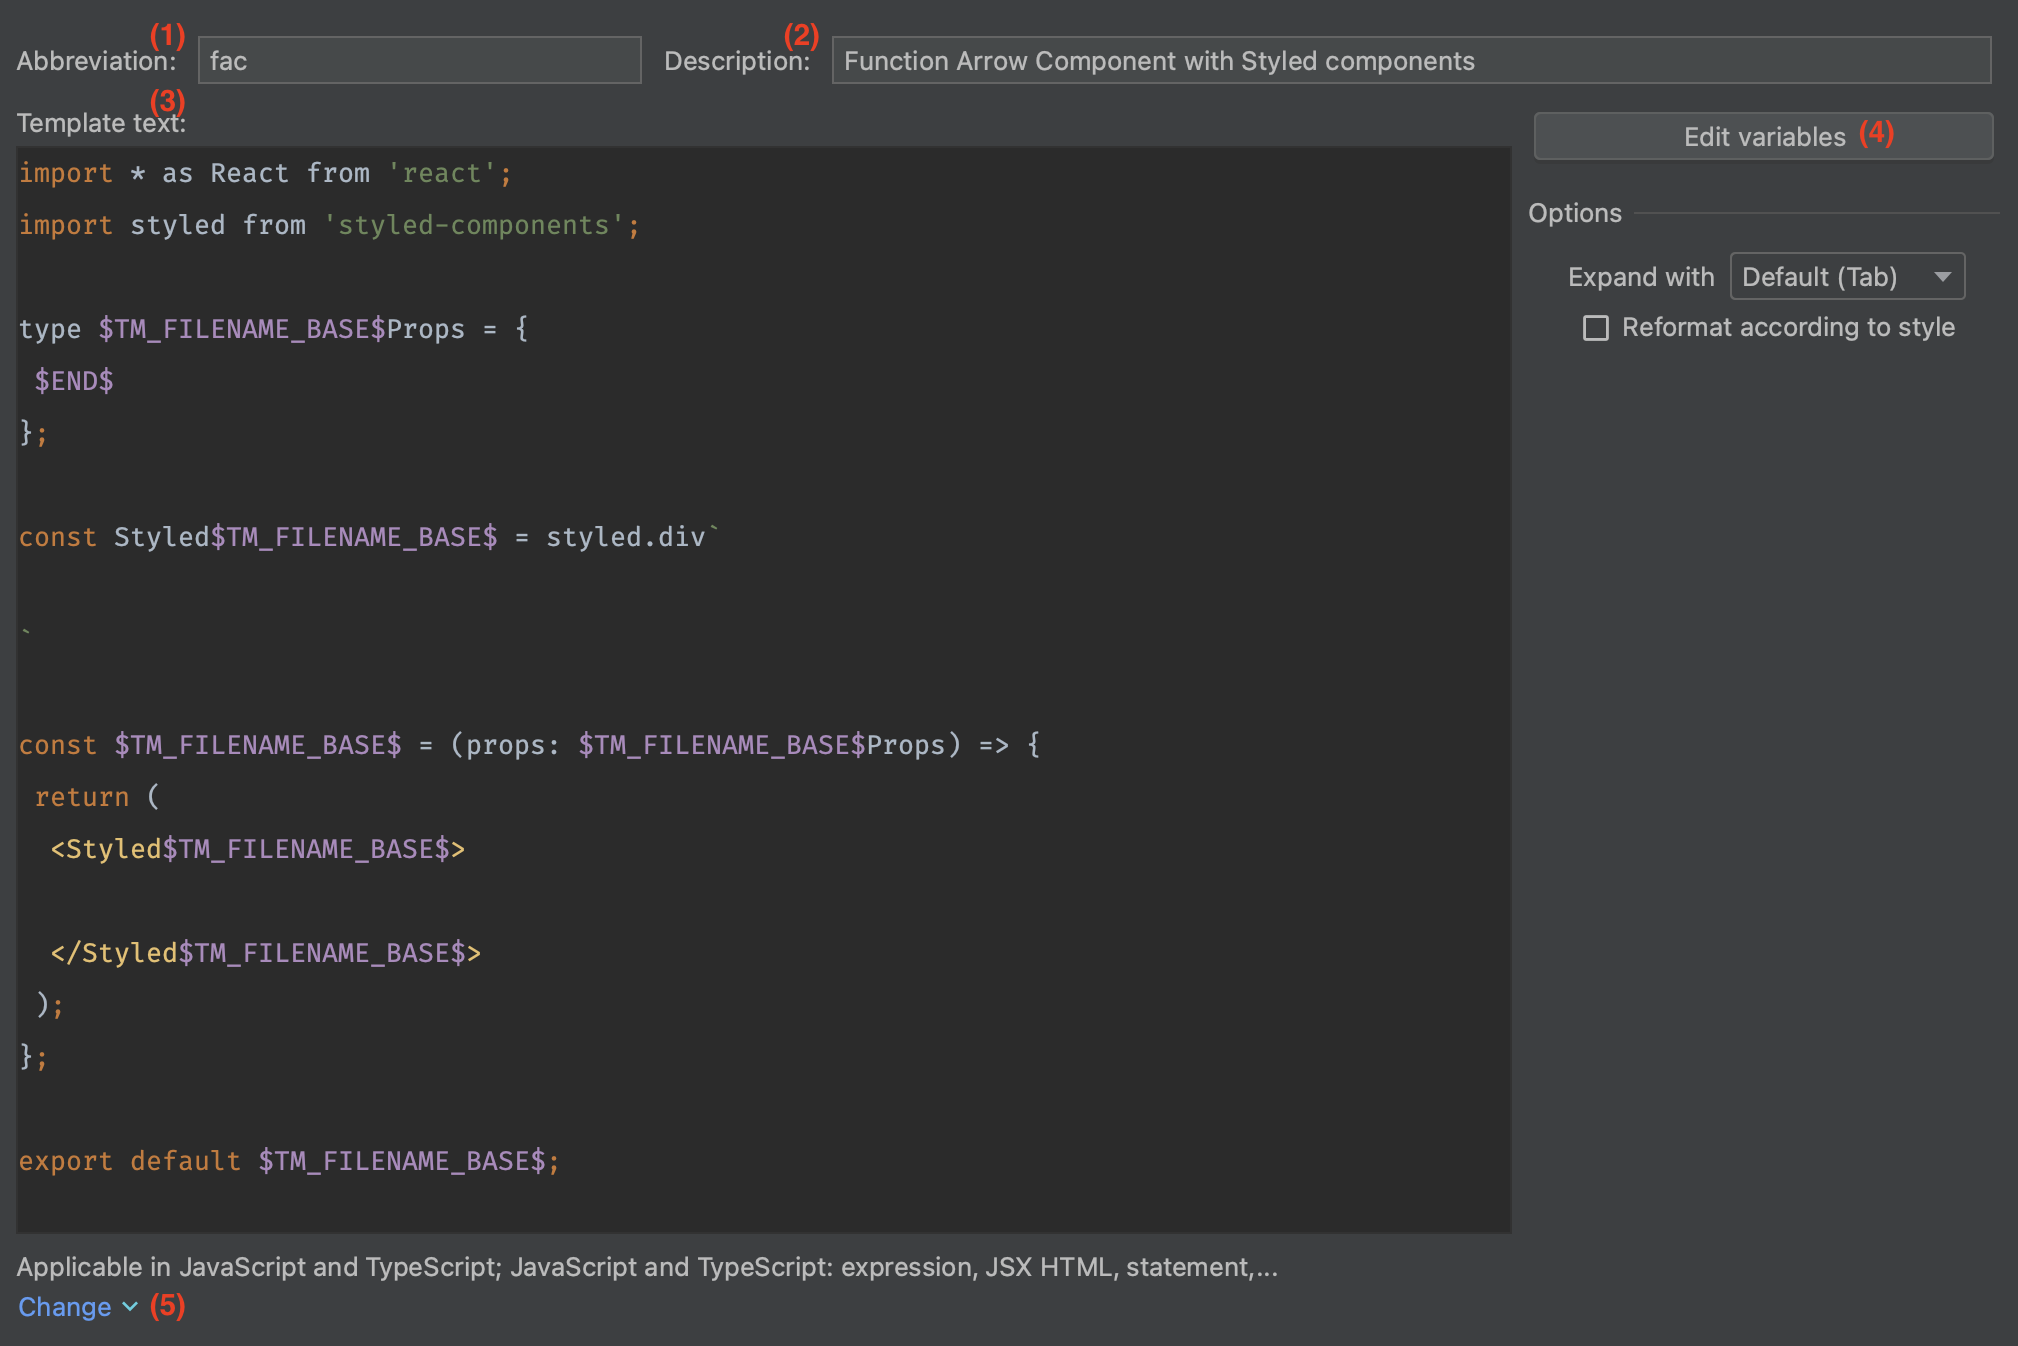 (1) (2)
Abbreviation: fac Description: Function Arrow Component with Styled components
(3)
Template text:
Edit variables (4)
import * as React from 'react';
import styled from 'styled-components';
type $TM_FILENAME_BASE$Props = {
$END$
};
const Styled$TM_FILENAME_BASE$ = styled.div`
`
const $TM_FILENAME_BASE$ = (props: $TM_FILENAME_BASE$Props) => {
return (
<Styled$TM_FILENAME_BASE$>
</Styled$TM_FILENAME_BASE$>
);
};
export default $TM_FILENAME_BASE$;
Options
Expand with Default (Tab)
Reformat according to style
Applicable in JavaScript and TypeScript; JavaScript and TypeScript: expression, JSX HTML, statement,...
Change (5)